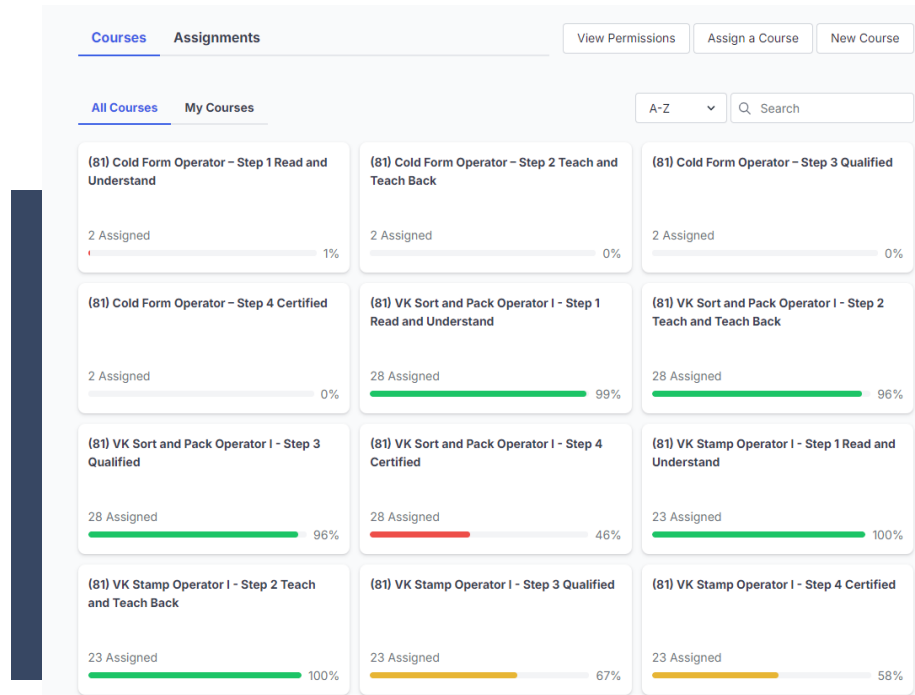 Courses Assignments View Permissions Assign a Course New Course
All Courses My Courses A-Z Search
(81) Cold Form Operator – Step 1 Read and
Understand
2 Assigned
1%
(81) Cold Form Operator – Step 2 Teach and
Teach Back
2 Assigned
0%
(81) Cold Form Operator – Step 3 Qualified
2 Assigned
0%
(81) Cold Form Operator – Step 4 Certified
2 Assigned
0%
(81) VK Sort and Pack Operator I - Step 1
Read and Understand
28 Assigned
99%
(81) VK Sort and Pack Operator I - Step 2
Teach and Teach Back
28 Assigned
96%
(81) VK Sort and Pack Operator I - Step 3
Qualified
28 Assigned
96%
(81) VK Sort and Pack Operator I - Step 4
Certified
28 Assigned
46%
(81) VK Stamp Operator I - Step 1 Read and
Understand
23 Assigned
100%
(81) VK Stamp Operator I - Step 2 Teach
and Teach Back
23 Assigned
100%
(81) VK Stamp Operator I - Step 3 Qualified
23 Assigned
67%
(81) VK Stamp Operator I - Step 4 Certified
23 Assigned
58%